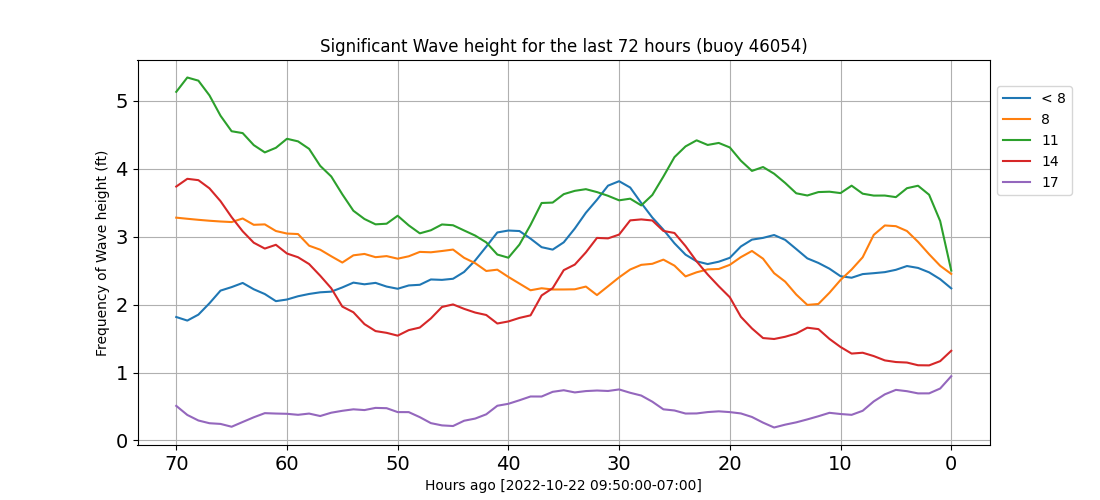 Significant Wave height for the last 72 hours (buoy 46054)
Frequency of Wave height (ft)
5
4
3
2
1
0
70 60 50 40 30 20 10 0
Hours ago [2022-10-22 09:50:00-07:00]
< 8
8
11
14
17